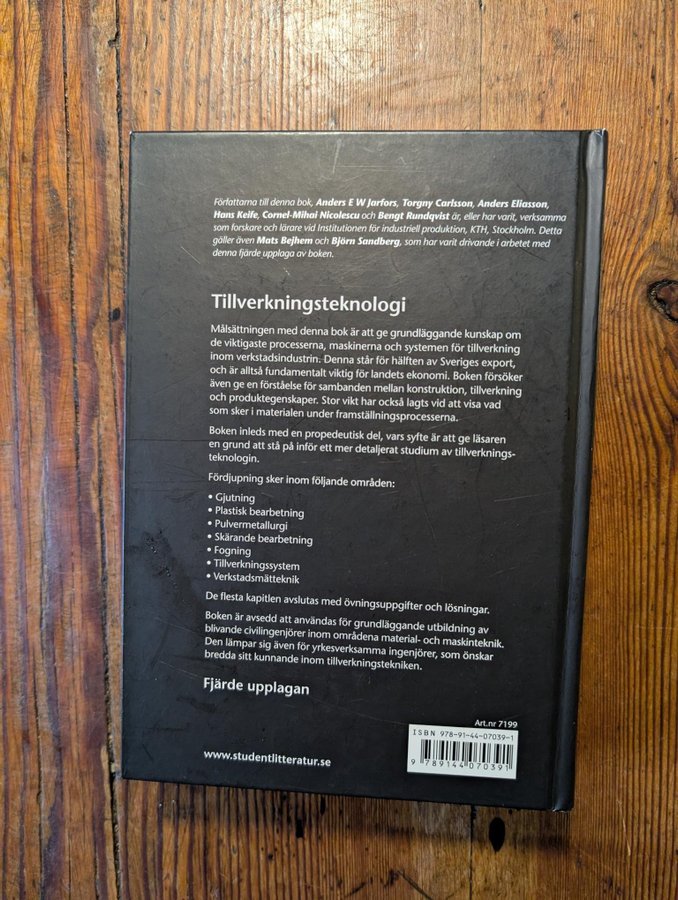 Författarna till denna bok, Anders E W Jarfors, Torgny Carlsson, Anders Eliasson,
Hans Keife, Cornel-Mihai Nicolescu och Bengt Rundqvist är, eller har varit, verksamma
som forskare och lärare vid Institutionen för industriell produktion, KTH, Stockholm. Detta
gäller även Mats Bejhem och Björn Sandberg, som har varit drivande i arbetet med
denna fjärde upplaga av boken.
Tillverkningsteknologi
Målsättningen med denna bok är att ge grundläggande kunskap om
de viktigaste processerna, maskinerna och systemen för tillverkning
inom verkstadsindustrin. Denna står för hälften av Sveriges export,
och är alltså fundamentalt viktig för landets ekonomi. Boken försöker
även ge en förståelse för sambanden mellan konstruktion, tillverkning
och produktegenskaper. Stor vikt har också lagts vid att visa vad
som sker i materialen under framställningsprocesserna.
Boken inleds med en propedeutisk del, vars syfte är att ge läsaren
en grund att stå på inför ett mer detaljerat studium av tillverknings-
teknologin.
Fördjupning sker inom följande områden:
• Gjutning
• Plastisk bearbetning
• Pulvermetallurgi
• Skärande bearbetning
• Fogning
• Tillverkningssystem
• Verkstadsmätteknik
De flesta kapitlen avslutas med övningsuppgifter och lösningar.
Boken är avsedd att användas för grundläggande utbildning av
blivande civilingenjörer inom områdena material- och maskinteknik.
Den lämpar sig även för yrkesverksamma ingenjörer, som önskar
bredda sitt kunnande inom tillverkningstekniken.
Fjärde upplagan
Art.nr 7199
ISBN 978-91-44-07039-1
9 789144 070391
www.studentlitteratur.se